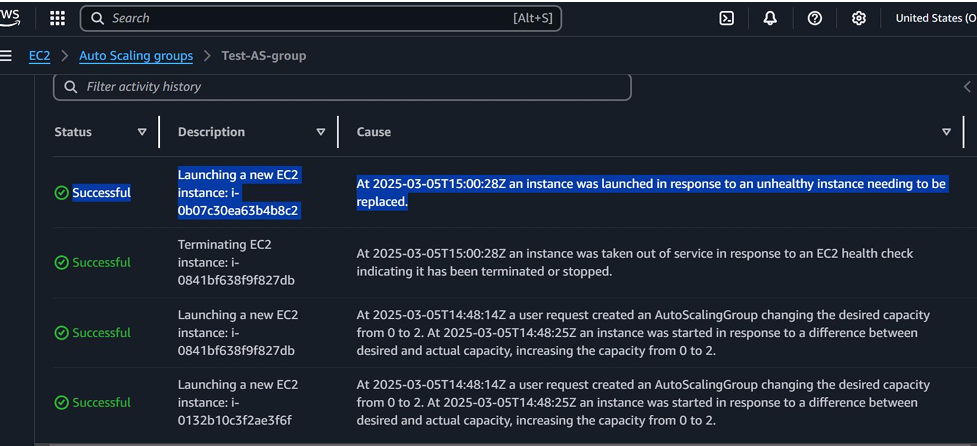 WS
Search
[Alt+S]
United States (O
EC2
Auto Scaling groups
Test-AS-group
Filter activity history
Status
Description
Cause
Successful
Launching a new EC2
instance: i-
0b07c30ea63b4b8c2
At 2025-03-05T15:00:28Z an instance was launched in response to an unhealthy instance needing to be
replaced.
Successful
Terminating EC2
instance: i-
0841bf638f9f827db
At 2025-03-05T15:00:28Z an instance was taken out of service in response to an EC2 health check
indicating it has been terminated or stopped.
Successful
Launching a new EC2
instance: i-
0841bf638f9f827db
At 2025-03-05T14:48:14Z a user request created an AutoScalingGroup changing the desired capacity
from 0 to 2. At 2025-03-05T14:48:25Z an instance was started in response to a difference between
desired and actual capacity, increasing the capacity from 0 to 2.
Successful
Launching a new EC2
instance: i-
0132b10c3f2ae3f6f
At 2025-03-05T14:48:14Z a user request created an AutoScalingGroup changing the desired capacity
from 0 to 2. At 2025-03-05T14:48:25Z an instance was started in response to a difference between
desired and actual capacity, increasing the capacity from 0 to 2.